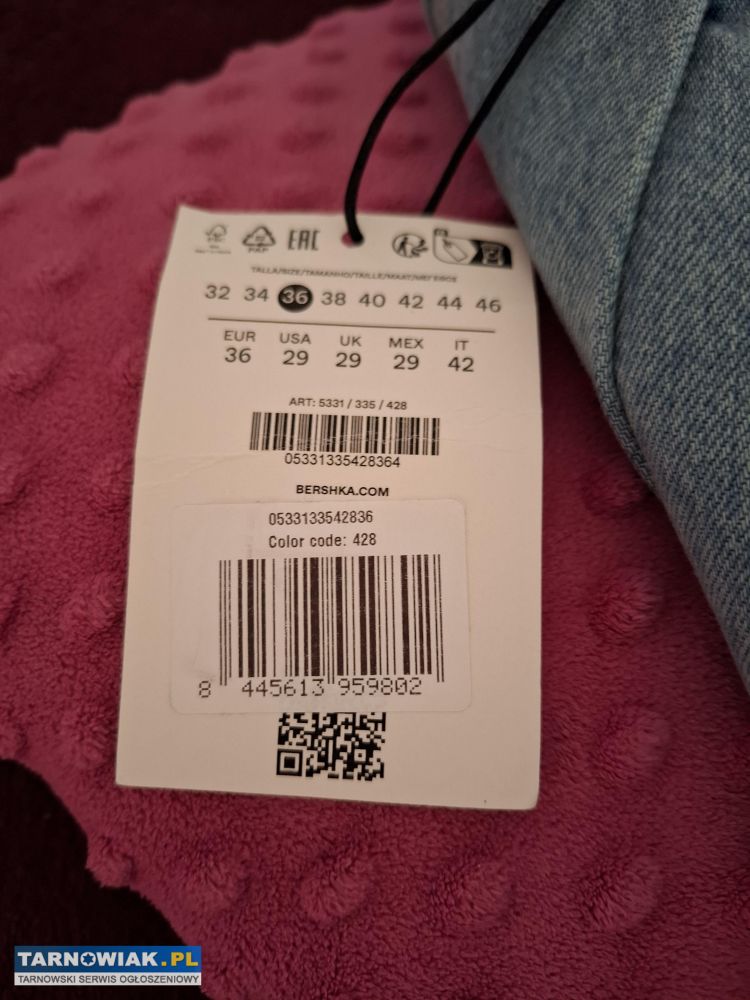 EAC
PAP
TALLA/SIZE/TAMANHO/TAILLE/MAAT/MEГЕӨОС
32 34 36 38 40 42 44 46
EUR USA UK MEX IT
36 29 29 29 42
ART: 5331 / 335 / 428
05331335428364
BERSHKA.COM
0533133542836
Color code: 428
8 445613 959802
TARNOWIAK.PL
TARNOWSKI SERWIS OGŁOSZENIOWY